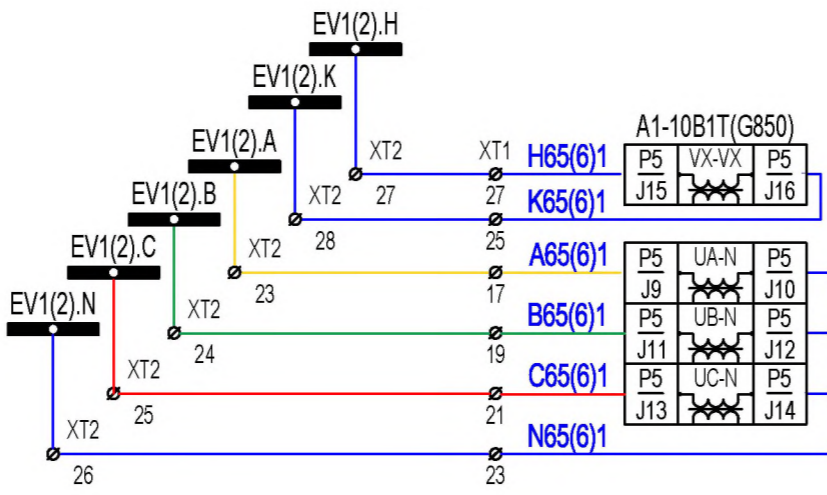 EV1(2).H
EV1(2).K
A1-10B1T(G850)
EV1(2).A
XT2
XT1
H65(6)1
P5
VX-VX
P5
J15
J16
27
27
K65(6)1
EV1(2).B
XT2
28
25
EV1(2).C
XT2
A65(6)1
P5
UA-N
P5
J9
J10
23
17
EV1(2).N
XT2
B65(6)1
P5
UB-N
P5
J11
J12
24
19
XT2
C65(6)1
P5
UC-N
P5
J13
J14
25
21
XT2
N65(6)1
26
23